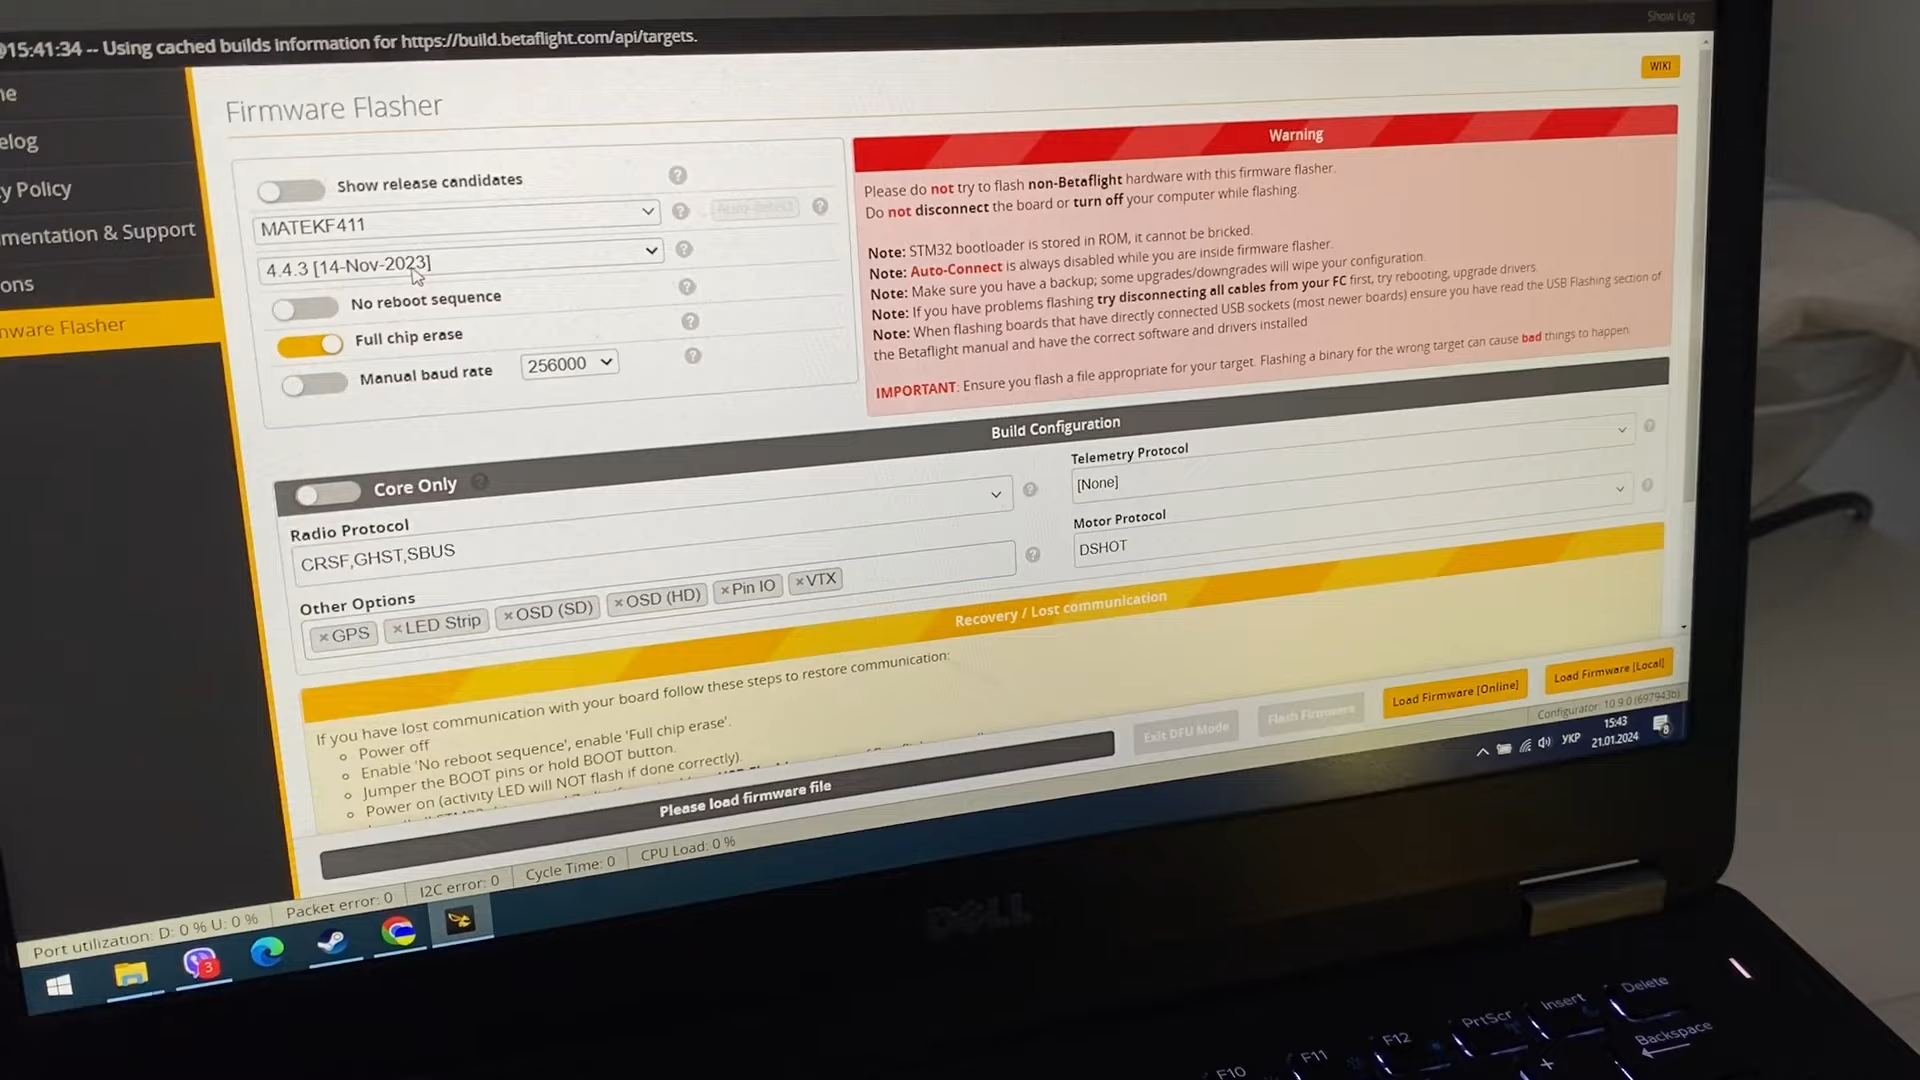 Show Log
@15:41:34 -- Using cached builds information for https://build.betaflight.com/api/targets.
WIKI
Firmware Flasher
Show release candidates
MATEKF411
4.4.3 [14-Nov-2023]
No reboot sequence
Full chip erase
Manual baud rate
256000
Auto-detect
Warning
Please do not try to flash non-Betaflight hardware with this firmware flasher.
Do not disconnect the board or turn off your computer while flashing.
Note: STM32 bootloader is stored in ROM, it cannot be bricked.
Note: Auto-Connect is always disabled while you are inside firmware flasher.
Note: Make sure you have a backup; some upgrades/downgrades will wipe your configuration.
Note: If you have problems flashing try disconnecting all cables from your FC first, try rebooting, upgrade drivers.
Note: When flashing boards that have directly connected USB sockets (most newer boards) ensure you have read the USB Flashing section of
the Betaflight manual and have the correct software and drivers installed
IMPORTANT: Ensure you flash a file appropriate for your target. Flashing a binary for the wrong target can cause bad things to happen
ne
elog
y Policy
mentation & Support
ons
nware Flasher
Build Configuration
Core Only
Radio Protocol
CRSF,GHST,SBUS
Telemetry Protocol
[None]
Motor Protocol
DSHOT
Other Options
×GPS ×LED Strip ×OSD (SD) ×OSD (HD) ×Pin IO ×VTX
Recovery / Lost communication
If you have lost communication with your board follow these steps to restore communication:
Power off
Enable 'No reboot sequence', enable 'Full chip erase'.
Jumper the BOOT pins or hold BOOT button.
Power on (activity LED will NOT flash if done correctly).
Please load firmware file
Exit DFU Mode
Flash Firmware
Load Firmware [Online]
Load Firmware [Local]
Port utilization: D: 0 % U: 0 %
Packet error: 0
I2C error: 0
Cycle Time: 0
CPU Load: 0 %
Configurator: 10.9.0 (697943b)
3
УКР
15:43
21.01.2024
8
DELL
F10
F11
F12
PrtScr
Insert
Delete
Backspace
+